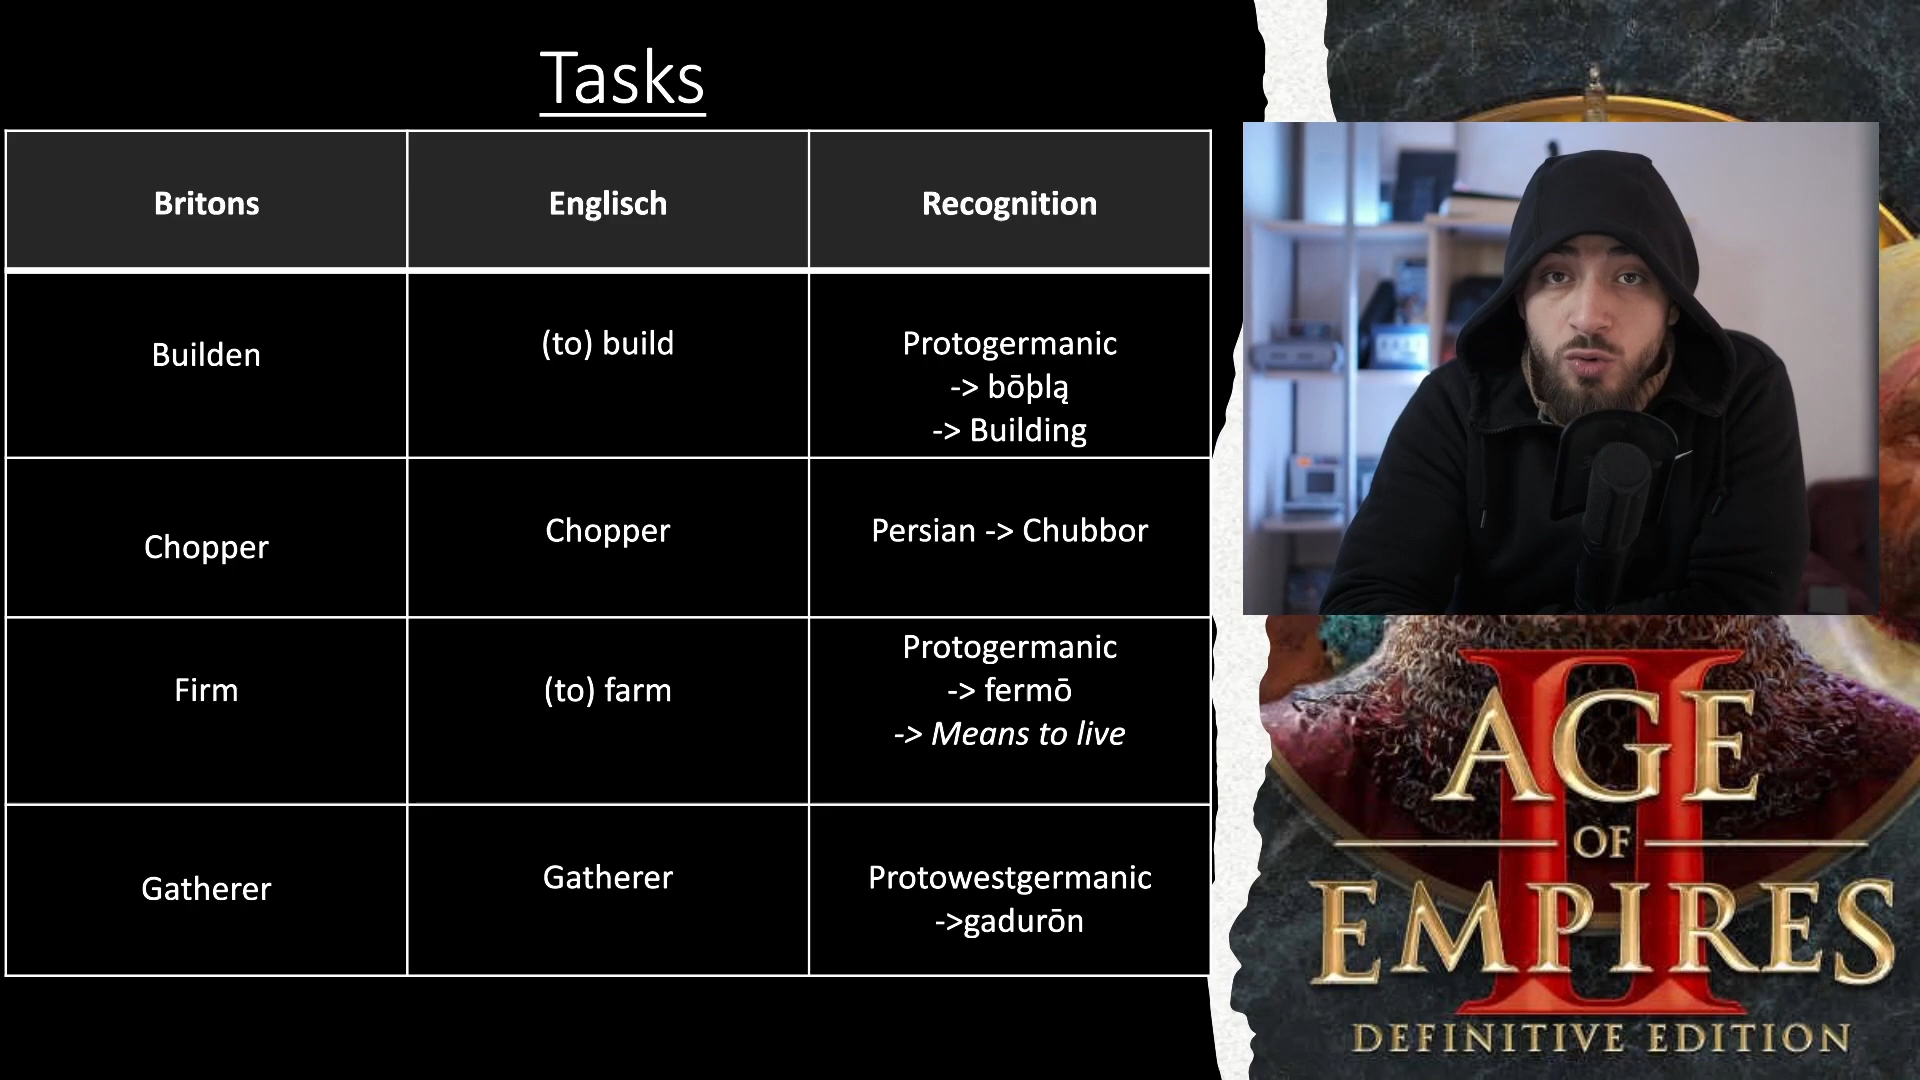 Tasks
Britons
Englisch
Recognition
Builden
(to) build
Protogermanic
-> bōþlą
-> Building
Chopper
Chopper
Persian -> Chubbor
Firm
(to) farm
Protogermanic
-> fermō
-> Means to live
Gatherer
Gatherer
Protowestgermanic
->gadurōn
AGE
OF
EMPIRES
II
DEFINITIVE EDITION